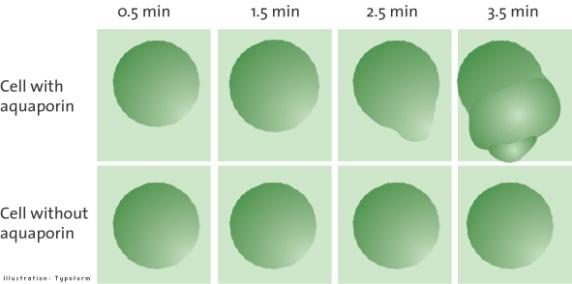 0.5 min
1.5 min
2.5 min
3.5 min
Cell with
aquaporin
Cell without
aquaporin
Illustration: Typoform